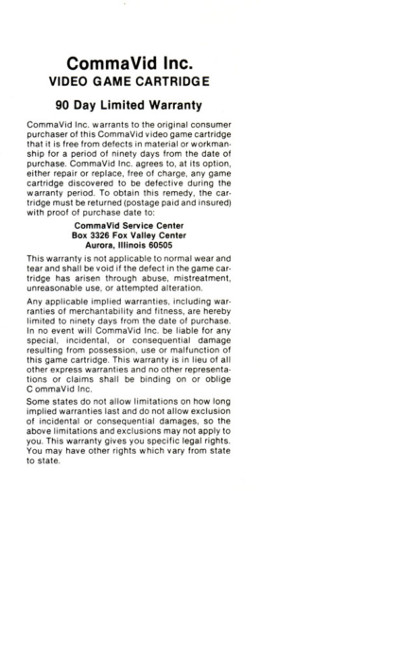 CommaVid Inc.
VIDEO GAME CARTRIDGE
90 Day Limited Warranty
CommaVid Inc. warrants to the original consumer
purchaser of this CommaVid video game cartridge
that it is free from defects in material or workman-
ship for a period of ninety days from the date of
purchase. CommaVid Inc. agrees to, at its option,
either repair or replace, free of charge, any game
cartridge discovered to be defective during the
warranty period. To obtain this remedy, the car-
tridge must be returned (postage paid and insured)
with proof of purchase date to:
CommaVid Service Center
Box 3326 Fox Valley Center
Aurora, Illinois 60505
This warranty is not applicable to normal wear and
tear and shall be void if the defect in the game car-
tridge has arisen through abuse, mistreatment,
unreasonable use, or attempted alteration.
Any applicable implied warranties, including war-
ranties of merchantability and fitness, are hereby
limited to ninety days from the date of purchase.
In no event will CommaVid Inc. be liable for any
special, incidental, or consequential damage
resulting from possession, use or malfunction of
this game cartridge. This warranty is in lieu of all
other express warranties and no other representa-
tions or claims shall be binding on or oblige
C ommaVid Inc.
Some states do not allow limitations on how long
implied warranties last and do not allow exclusion
of incidental or consequential damages, so the
above limitations and exclusions may not apply to
you. This warranty gives you specific legal rights.
You may have other rights which vary from state
to state.